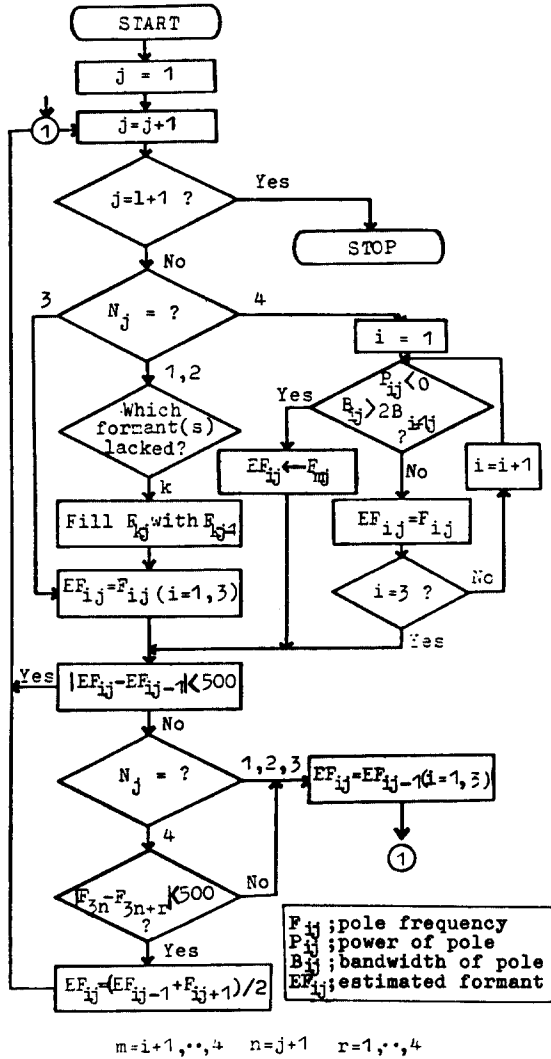 START
j = 1
1
j=j+1
j=l+1 ?
Yes
STOP
No
3
N_j = ?
4
i = 1
1,2
P_ij<0
B_ij>2B_i-1j
?
Yes
Which
formant(s)
lacked?
EF_ij←F_mj
No
i=i+1
k
Fill F_kj with F_kj-1
EF_ij=F_ij
EF_ij=F_ij(i=1,3)
i=3 ?
No
Yes
Yes
|EF_ij-EF_ij-1|<500
No
N_j = ?
1,2,3
EF_ij=EF_ij-1(i=1,3)
4
1
|F_3n-F_3n+r|<500
?
No
Yes
EF_ij=(EF_ij-1+F_ij+1)/2
F_ij;pole frequency
P_ij;power of pole
B_ij;bandwidth of pole
EF_ij;estimated formant
m=i+1,··,4 n=j+1 r=1,··,4